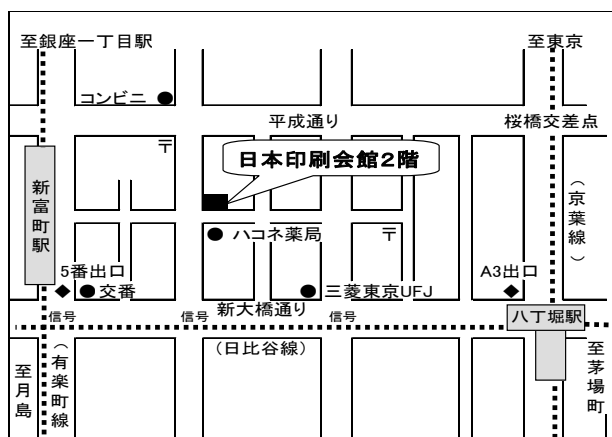 至銀座一丁目駅
至東京
コンビニ
平成通り
桜橋交差点
〒
日本印刷会館2階
新富町駅
(京葉線)
ハコネ薬局
〒
5番出口
A3出口
交番
三菱東京UFJ
新大橋通り
信号
信号
信号
八丁堀駅
(日比谷線)
至月島
(有楽町線
至茅場町